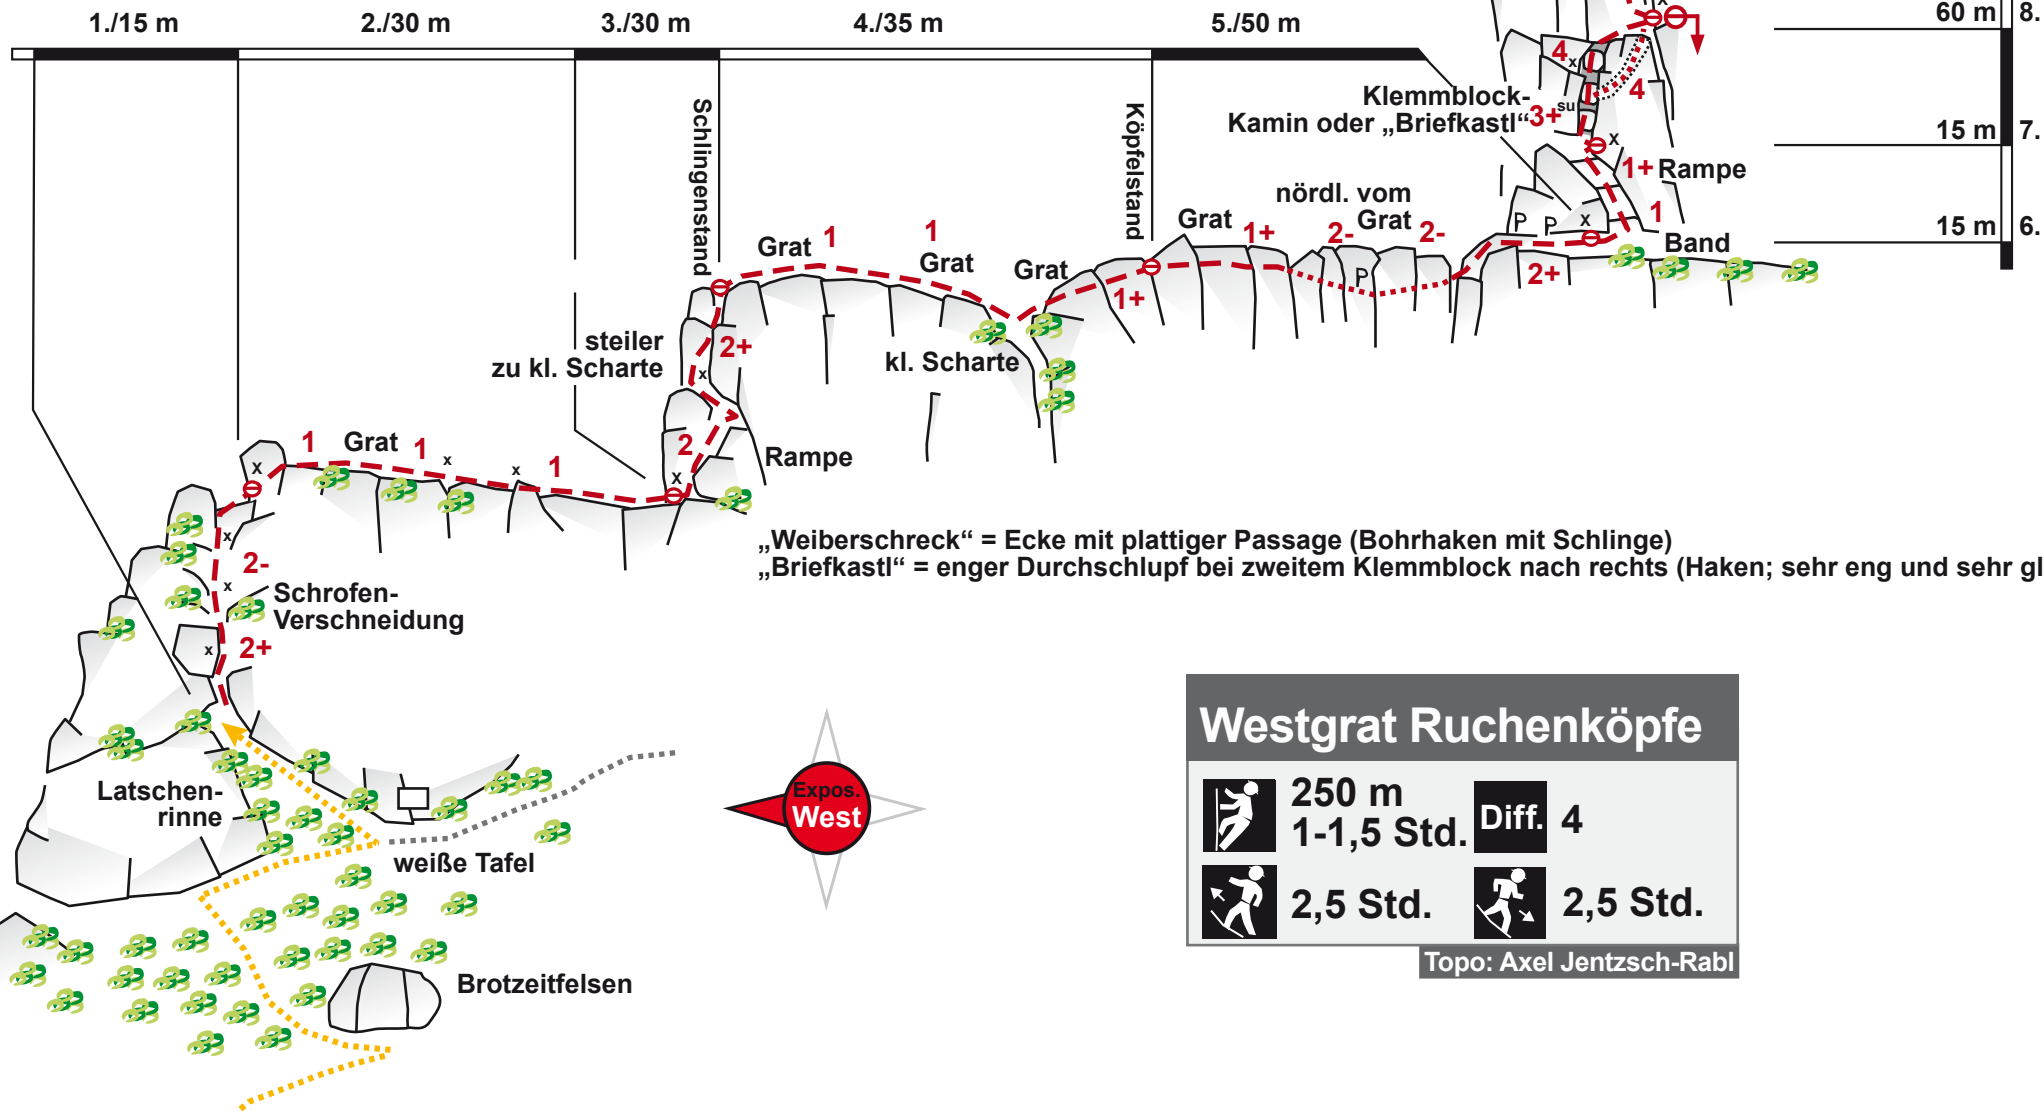 1./15 m
2./30 m
3./30 m
4./35 m
5./50 m
60 m
8.
15 m
7.
15 m
6.
4
x
x
4
Klemmblock-
Kamin oder „Briefkastl“
3+
su
x
1+
Rampe
1
Band
P
P
x
2+
nördl. vom
Grat
Grat
1+
2-
2-
P
Köpfelstand
Grat
1+
Schlingenstand
Grat
1
1
Grat
kl. Scharte
steiler
zu kl. Scharte
2+
x
2
x
Rampe
1
Grat
1
x
x
1
x
x
2-
x
Schrofen-
Verschneidung
x
2+
„Weiberschreck“ = Ecke mit plattiger Passage (Bohrhaken mit Schlinge)
„Briefkastl“ = enger Durchschlupf bei zweitem Klemmblock nach rechts (Haken; sehr eng und sehr gl
Latschen-
rinne
weiße Tafel
Brotzeitfelsen
Expos.
West
Westgrat Ruchenköpfe
250 m
1-1,5 Std.
Diff.
4
2,5 Std.
2,5 Std.
Topo: Axel Jentzsch-Rabl